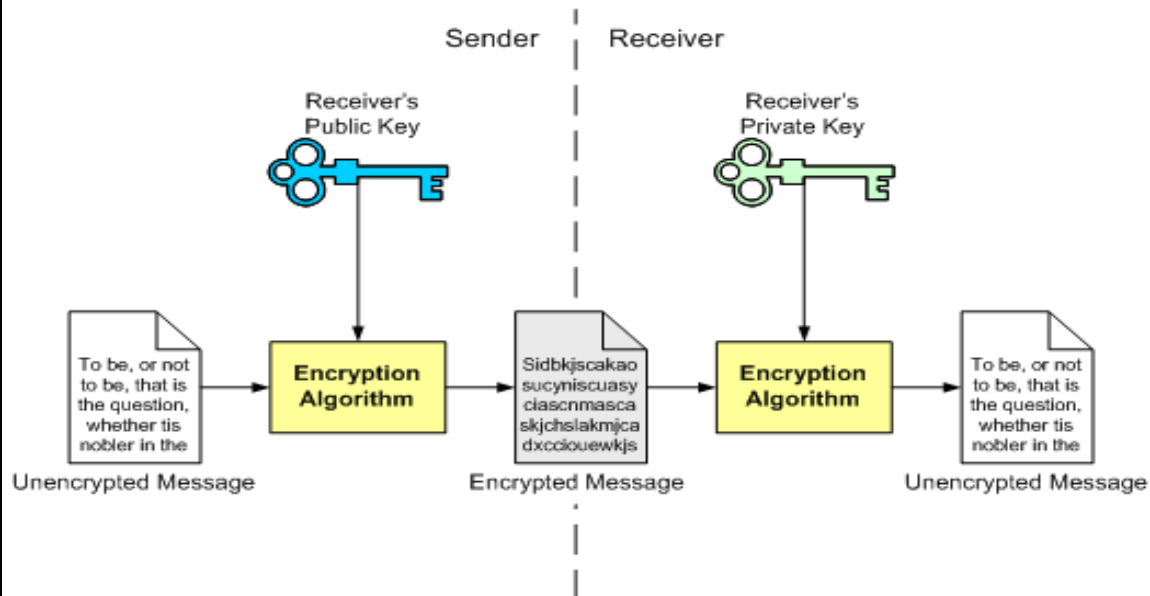 Sender
Receiver
Receiver's
Public Key
Receiver's
Private Key
To be, or not
to be, that is
the question,
whether tis
nobler in the
Unencrypted Message
Encryption
Algorithm
Sidbkjscakao
sucyniscuasy
ciascnmasca
skjchslakmjca
dxcciouewkjs
Encrypted Message
Encryption
Algorithm
To be, or not
to be, that is
the question,
whether tis
nobler in the
Unencrypted Message